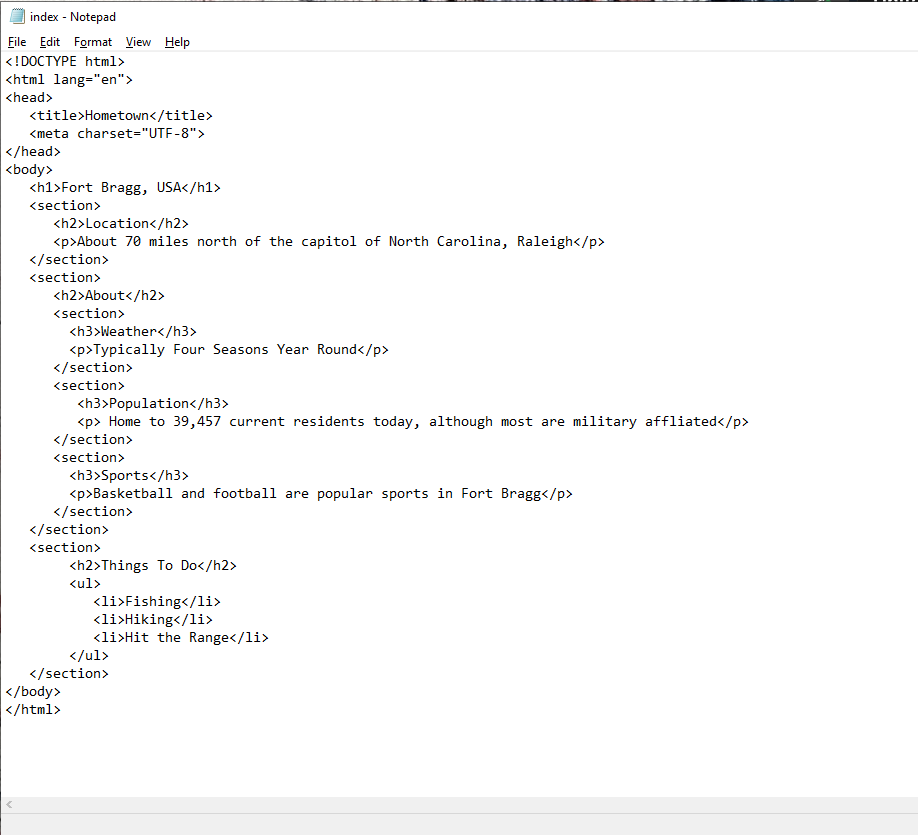 index - Notepad
File Edit Format View Help
<!DOCTYPE html>
<html lang="en">
<head>
   <title>Hometown</title>
   <meta charset="UTF-8">
</head>
<body>
   <h1>Fort Bragg, USA</h1>
   <section>
      <h2>Location</h2>
      <p>About 70 miles north of the capitol of North Carolina, Raleigh</p>
   </section>
   <section>
      <h2>About</h2>
      <section>
        <h3>Weather</h3>
        <p>Typically Four Seasons Year Round</p>
      </section>
      <section>
         <h3>Population</h3>
         <p> Home to 39,457 current residents today, although most are military affliated</p>
      </section>
      <section>
        <h3>Sports</h3>
        <p>Basketball and football are popular sports in Fort Bragg</p>
      </section>
   </section>
   <section>
        <h2>Things To Do</h2>
        <ul>
           <li>Fishing</li>
           <li>Hiking</li>
           <li>Hit the Range</li>
        </ul>
   </section>
</body>
</html>